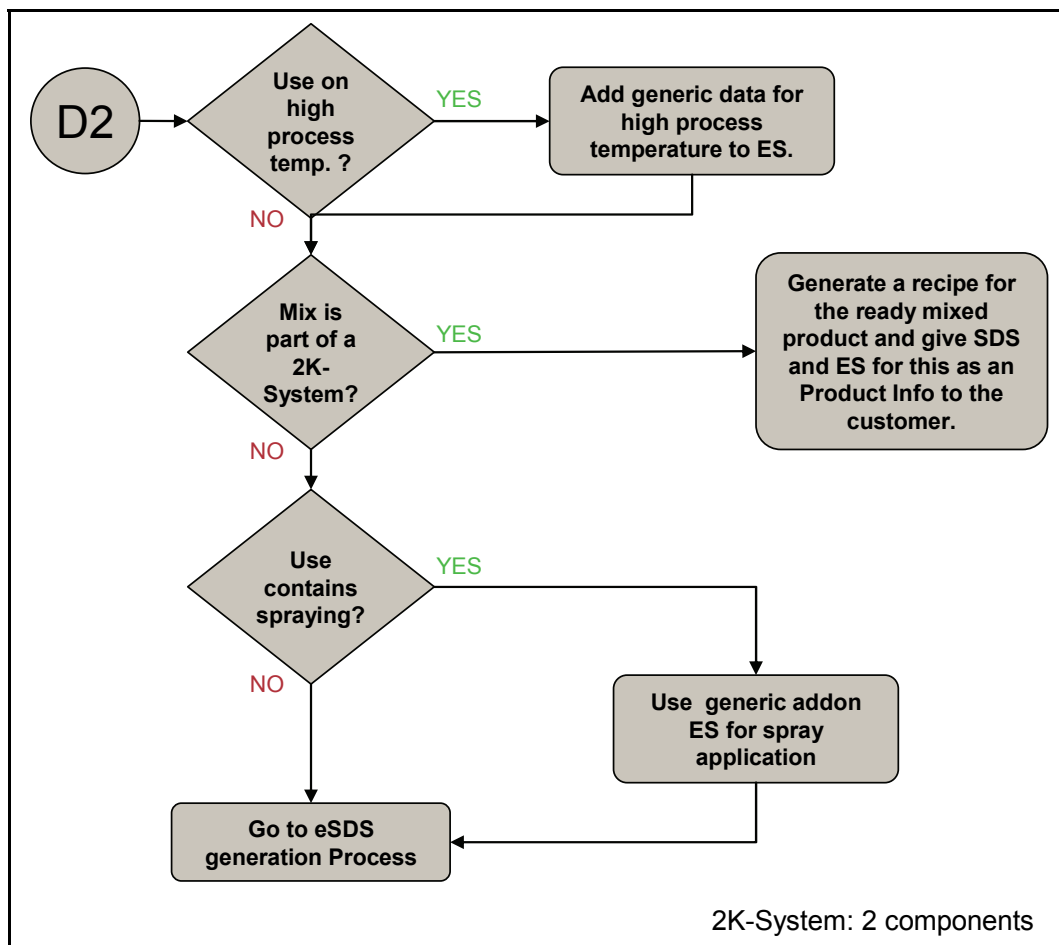 D2
Use on
high
process
temp. ?
YES
Add generic data for
high process
temperature to ES.
NO
Mix is
part of a
2K-
System?
YES
Generate a recipe for
the ready mixed
product and give SDS
and ES for this as an
Product Info to the
customer.
NO
Use
contains
spraying?
YES
NO
Use generic addon
ES for spray
application
Go to eSDS
generation Process
2K-System: 2 components